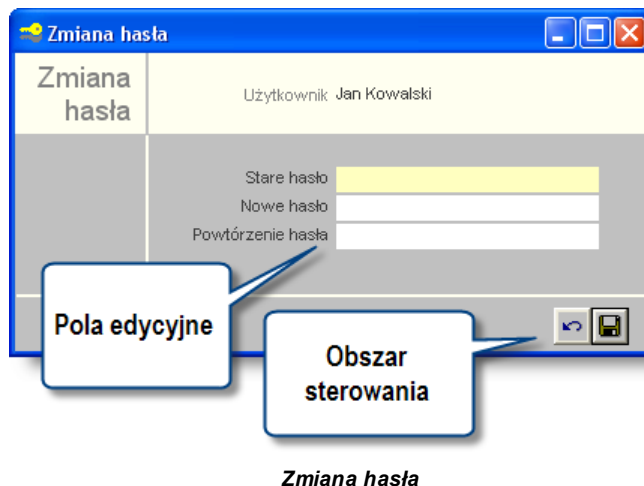 Zmiana hasła
Zmiana
hasła
Użytkownik Jan Kowalski
Stare hasło
Nowe hasło
Powtórzenie hasła
Pola edycyjne
Obszar
sterowania
Zmiana hasła